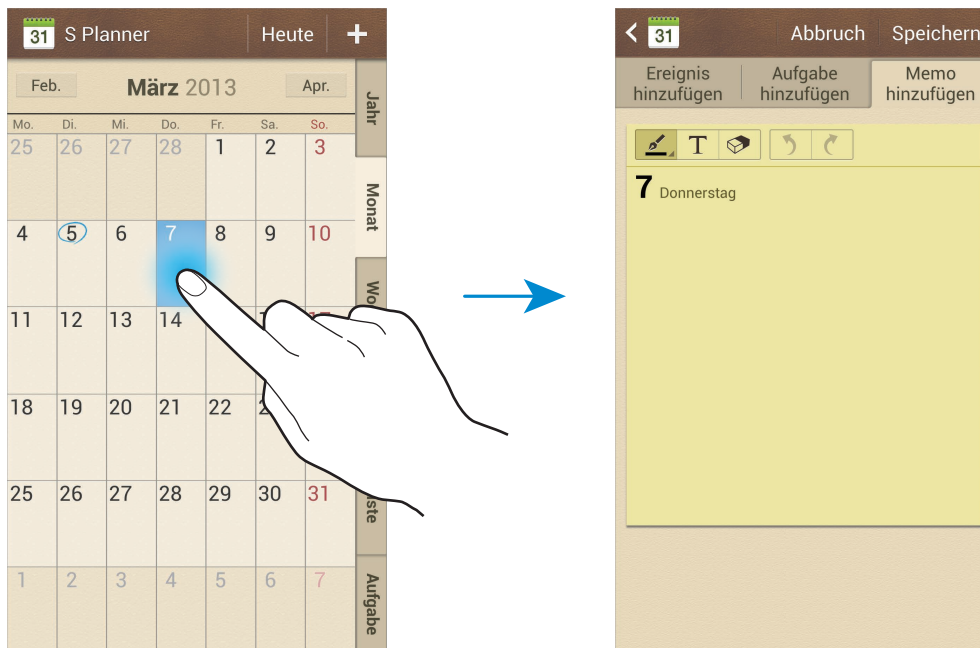 31 S Planner Heute +
Feb. März 2013 Apr.
Mo. Di. Mi. Do. Fr. Sa. So.
25 26 27 28 1 2 3
4 5 6 7 8 9 10
11 12 13 14
18 19 20 21 22
25 26 27 28 29 30 31
1 2 3 4 5 6 7
Jahr
Monat
Aufgabe
31 Abbruch Speichern
Ereignis Aufgabe Memo
hinzufügen hinzufügen hinzufügen
T
7 Donnerstag